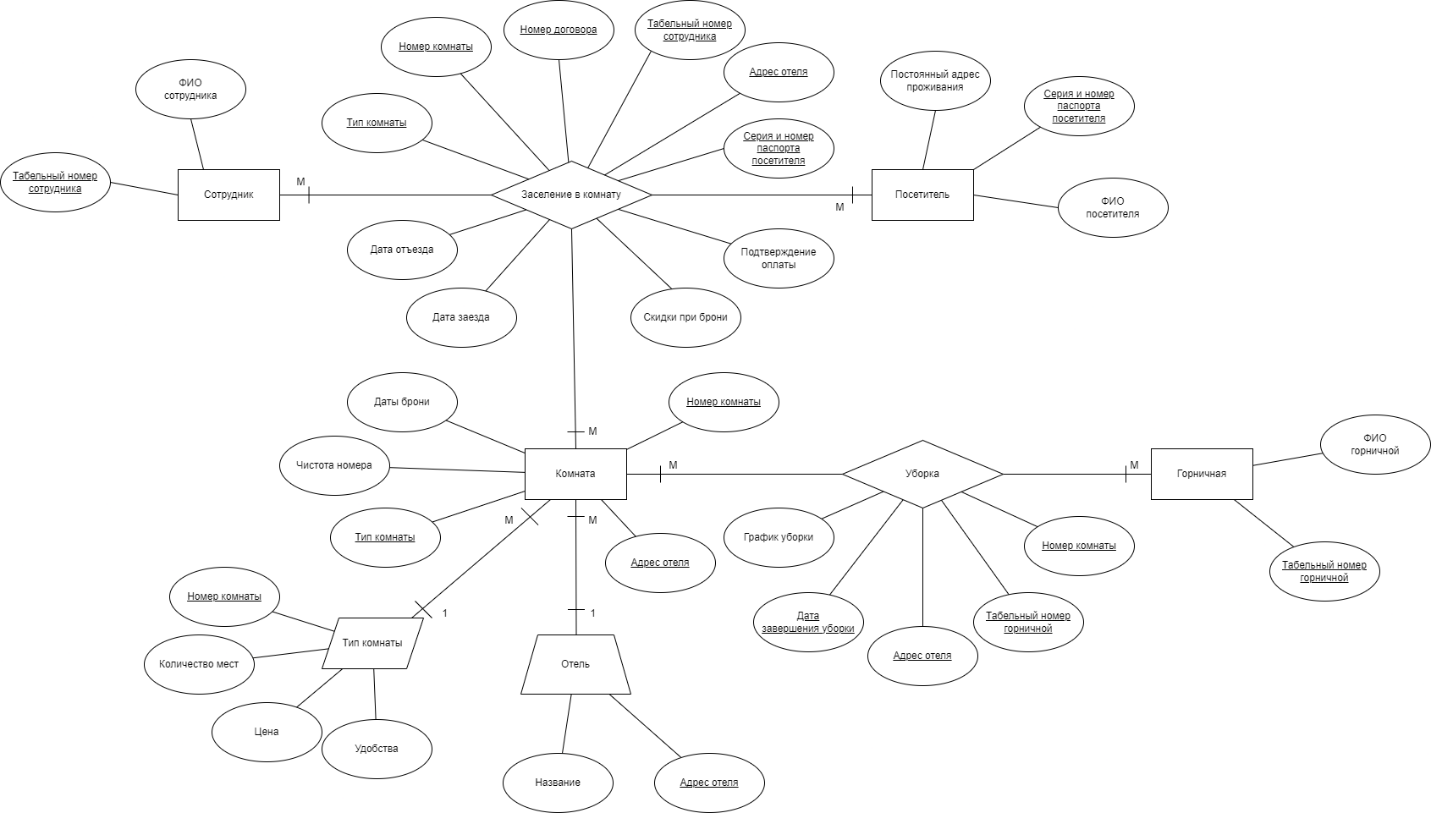 Номер договора
Табельный номер
сотрудника
Номер комнаты
Адрес отеля
ФИО
сотрудника
Постоянный адрес
проживания
Серия и номер
паспорта
посетителя
Тип комнаты
Серия и номер
паспорта
посетителя
Табельный номер
сотрудника
М
Сотрудник
Заселение в комнату
Посетитель
М
ФИО
посетителя
Дата отъезда
Подтверждение
оплаты
Дата заезда
Скидки при брони
Даты брони
Номер комнаты
М
ФИО
горничной
Чистота номера
М
М
Комната
Уборка
Горничная
М
М
Тип комнаты
График уборки
Номер комнаты
Адрес отеля
Табельный номер
горничной
Номер комнаты
1
1
Дата
завершения уборки
Табельный номер
горничной
Тип комнаты
Адрес отеля
Количество мест
Отель
Цена
Удобства
Название
Адрес отеля